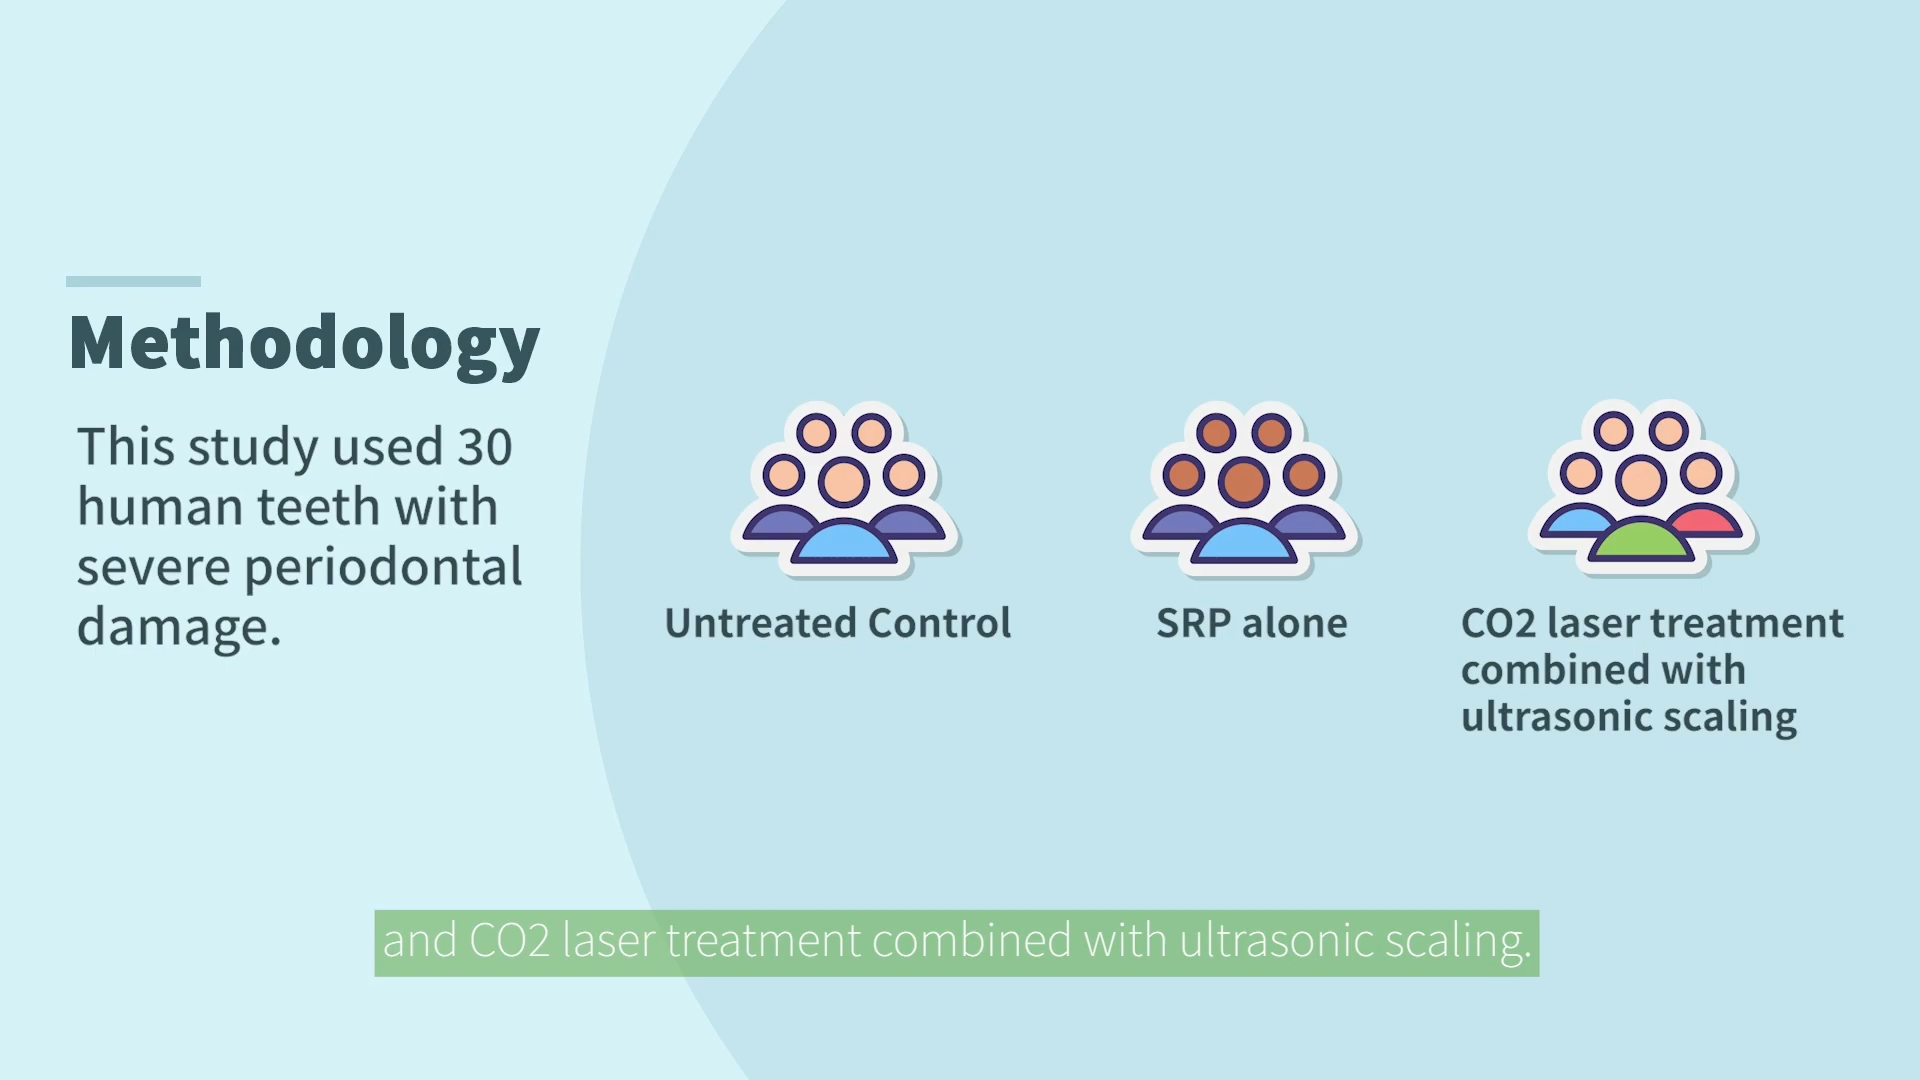 Methodology
This study used 30
human teeth with
severe periodontal
damage.
Untreated Control
SRP alone
CO2 laser treatment
combined with
ultrasonic scaling
and CO2 laser treatment combined with ultrasonic scaling.